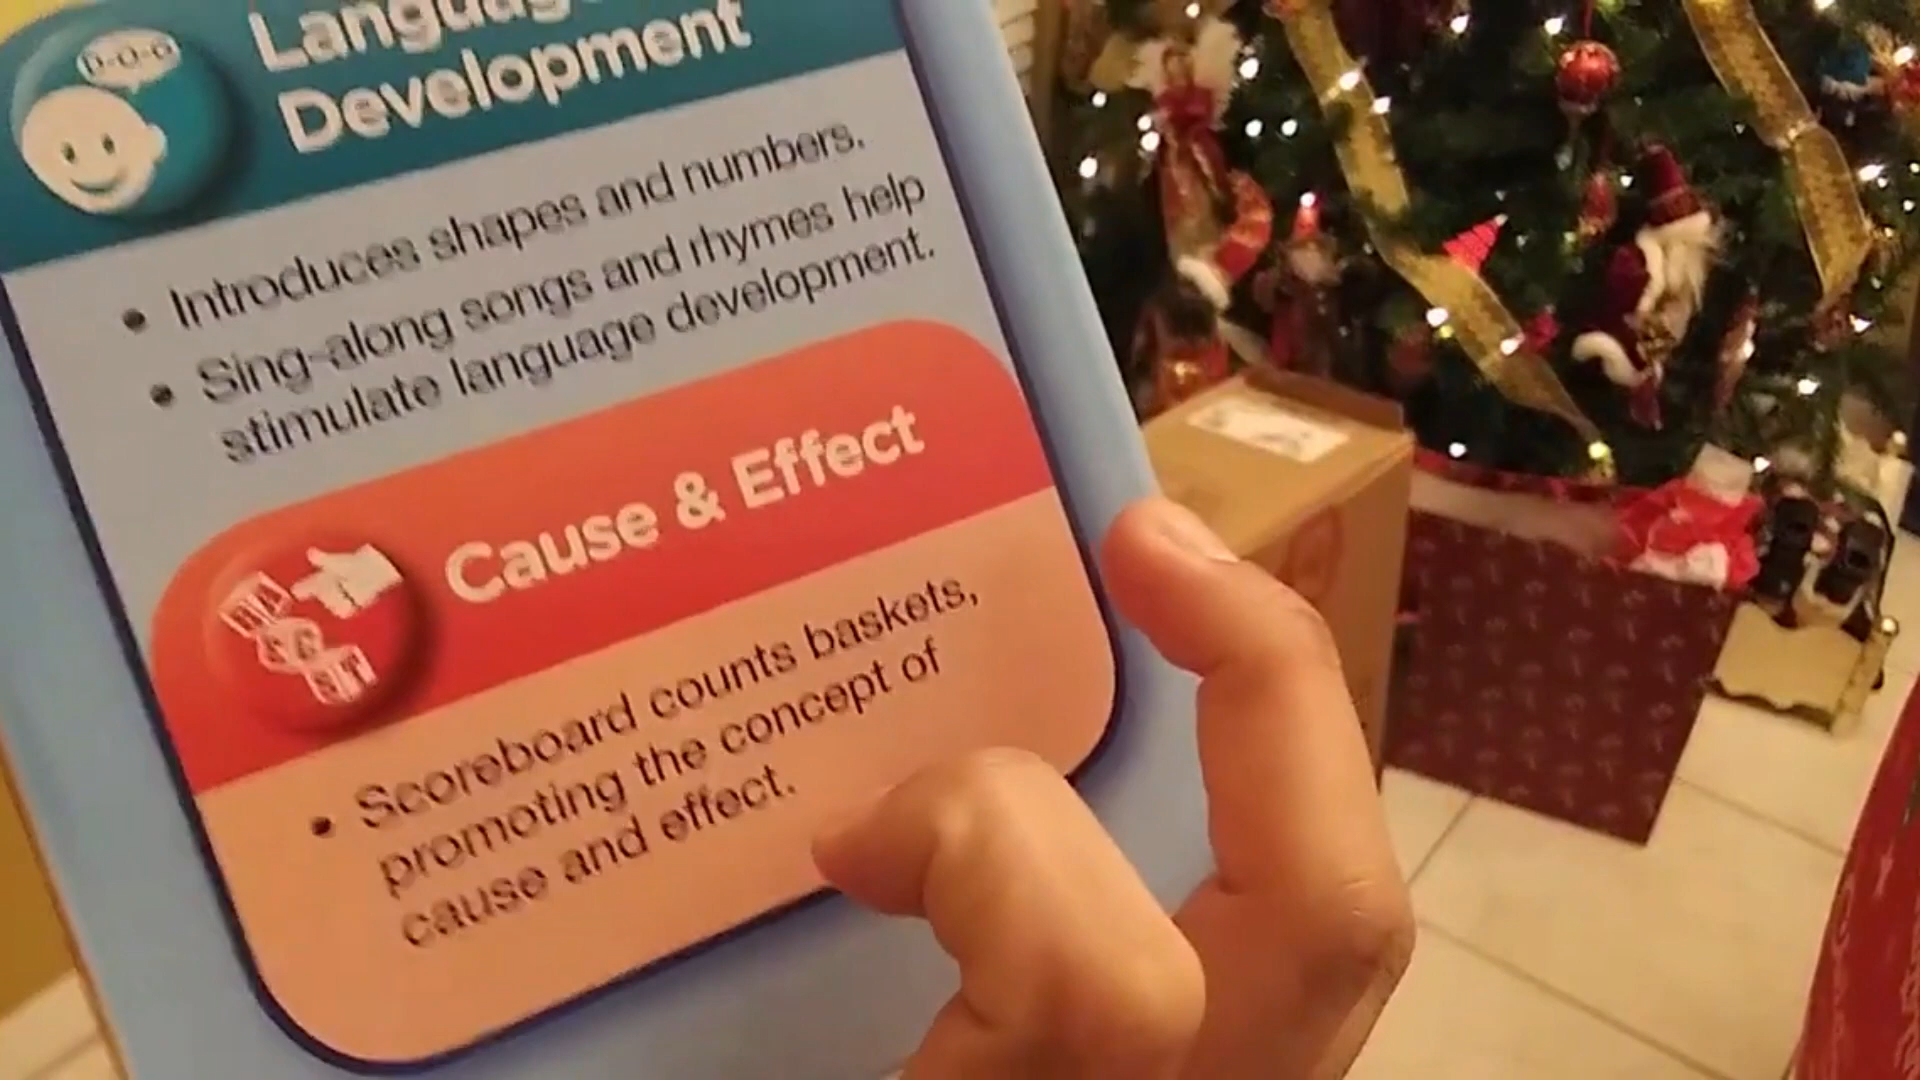 Language
Development
• Introduces shapes and numbers.
• Sing-along songs and rhymes help
stimulate language development.
Cause & Effect
• Scoreboard counts baskets,
promoting the concept of
cause and effect.